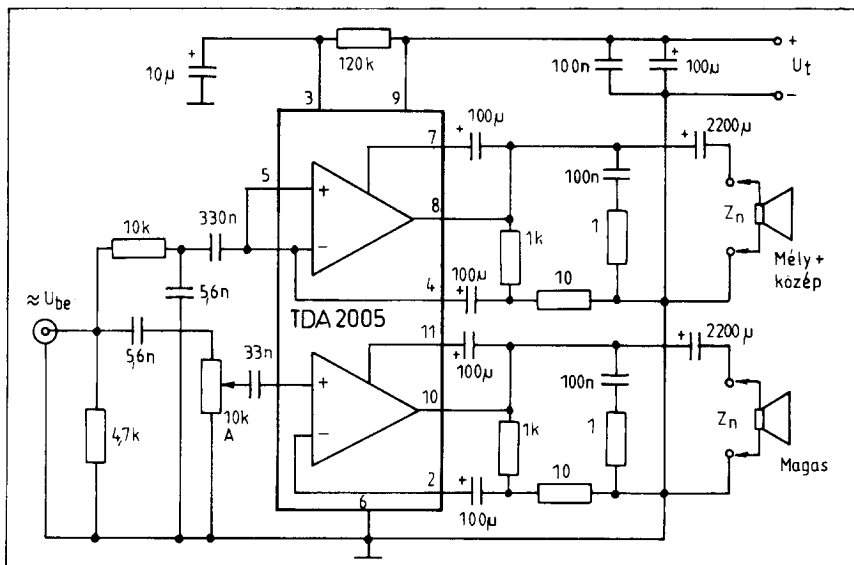 10µ
+
120k
3
9
100n
+
100µ
+
Ut
−
100µ
+
7
2200µ
+
5
+
−
8
100n
Zn
10k
330n
1k
1
Mély +
közép
≈ Ube
5,6n
4
100µ
+
10
TDA2005
11
+
100µ
2200µ
+
5,6n
33n
+
−
10
100n
Zn
10k
A
4,7k
1k
1
Magas
2
10
+
100µ
6